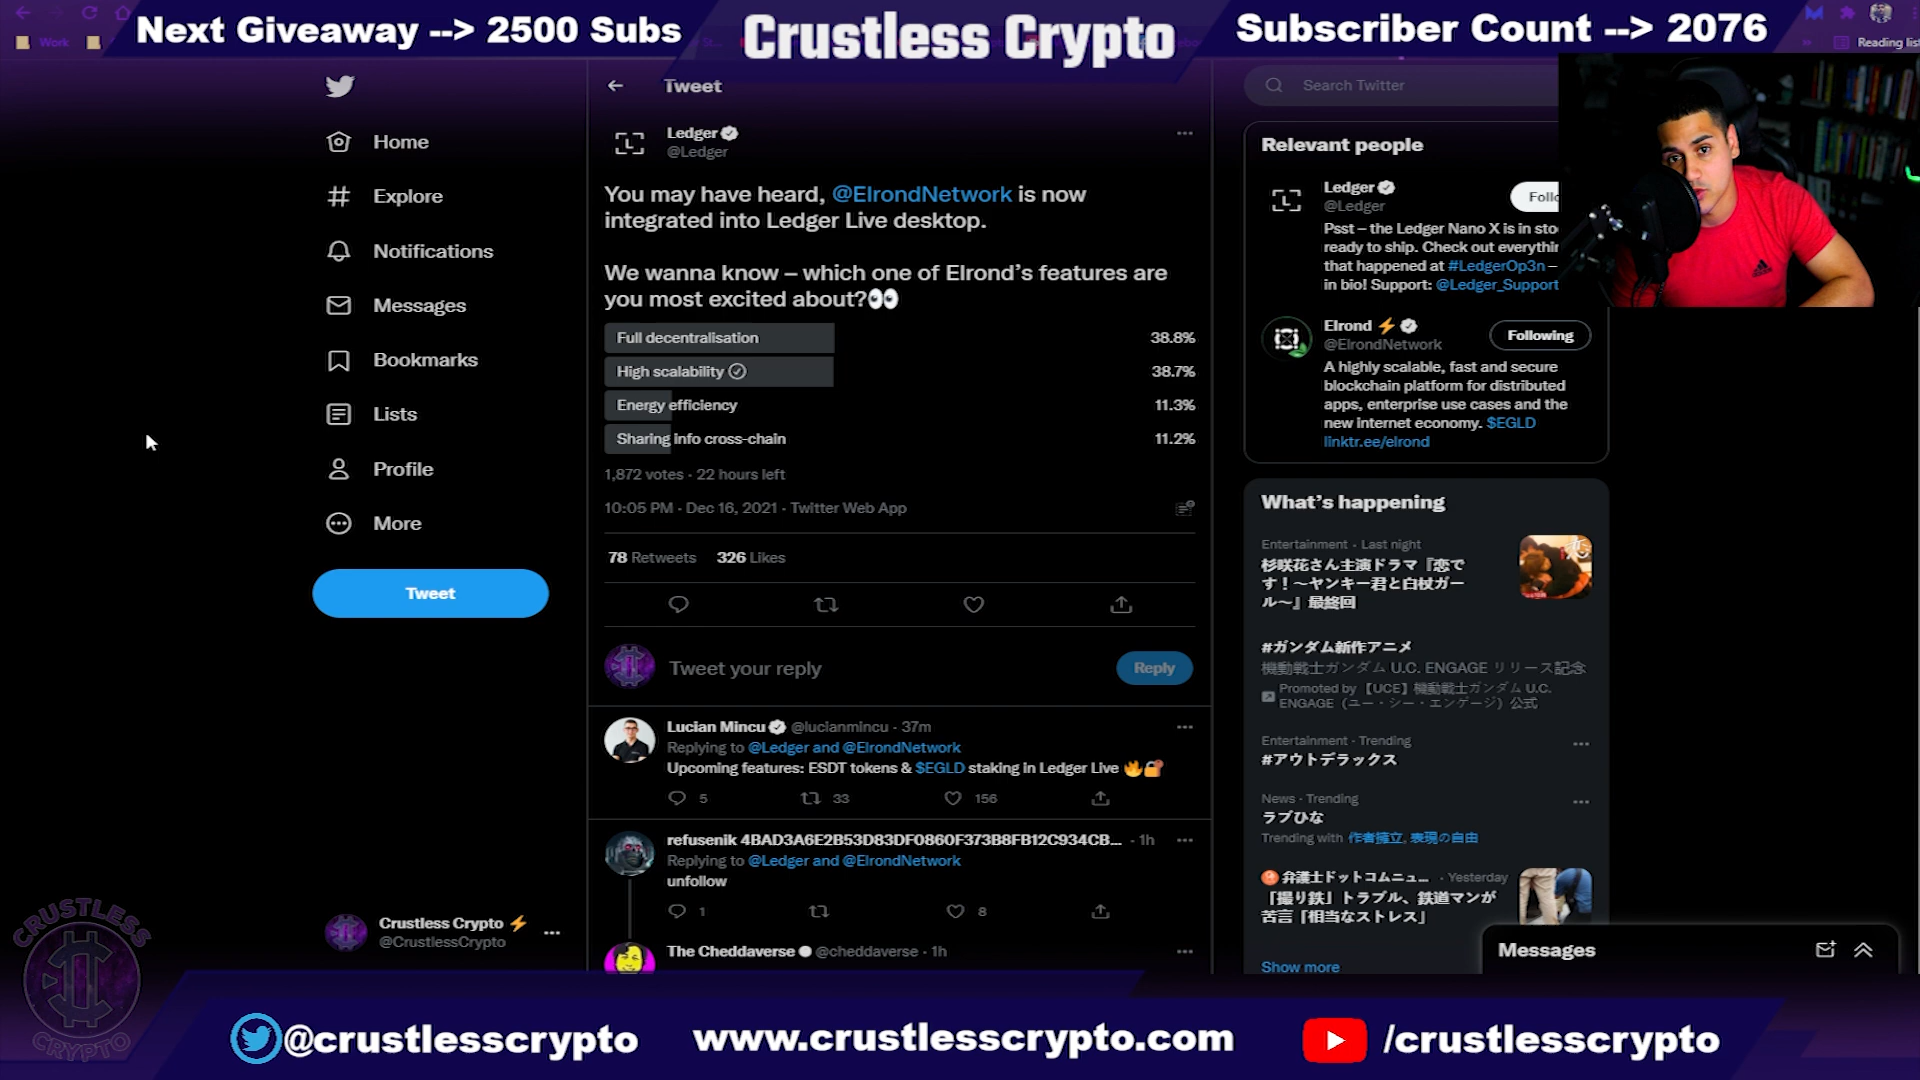 Next Giveaway --> 2500 Subs
Crustless Crypto
Subscriber Count --> 2076
Work
Reading list
Tweet
Search Twitter
Home
Explore
Notifications
Messages
Bookmarks
Lists
Profile
More
Tweet
Crustless Crypto⚡
@CrustlessCrypto
Ledger
@Ledger
You may have heard, @ElrondNetwork is now
integrated into Ledger Live desktop.
We wanna know – which one of Elrond's features are
you most excited about?👀
Full decentralisation 38.8%
High scalability 38.7%
Energy efficiency 11.3%
Sharing info cross-chain 11.2%
1,872 votes · 22 hours left
10:05 PM · Dec 16, 2021 · Twitter Web App
78 Retweets 326 Likes
Tweet your reply
Reply
Lucian Mincu @lucianmincu · 37m
Replying to @Ledger and @ElrondNetwork
Upcoming features: ESDT tokens & $EGLD staking in Ledger Live 🔥🔐
5 33 156
refusenik 4BAD3A6E2B53D83DF0860F373B8FB12C934CB... · 1h
Replying to @Ledger and @ElrondNetwork
unfollow
1 8
The Cheddaverse @cheddaverse · 1h
Relevant people
Ledger
@Ledger
Follo
Psst – the Ledger Nano X is in sto
ready to ship. Check out everythin
that happened at #LedgerOp3n –
in bio! Support: @Ledger_Support
Elrond⚡
@ElrondNetwork
Following
A highly scalable, fast and secure
blockchain platform for distributed
apps, enterprise use cases and the
new internet economy. $EGLD
linktr.ee/elrond
What's happening
Entertainment · Last night
杉咲花さん主演ドラマ『恋で
す！～ヤンキー君と白杖ガー
ル～』最終回
#ガンダム新作アニメ
機動戦士ガンダム U.C. ENGAGE リリース記念
Promoted by 【UCE】機動戦士ガンダム U.C.
ENGAGE（ユー・シー・エンゲージ）公式
Entertainment · Trending
#アウトデラックス
News · Trending
ラブひな
Trending with 作者擁立, 表現の自由
弁護士ドットコムニュ... · Yesterday
「撮り鉄」トラブル、鉄道マンが
苦言「相当なストレス」
Show more
Messages
CRUSTLESS
CRYPTO
@crustlesscrypto
www.crustlesscrypto.com
/crustlesscrypto